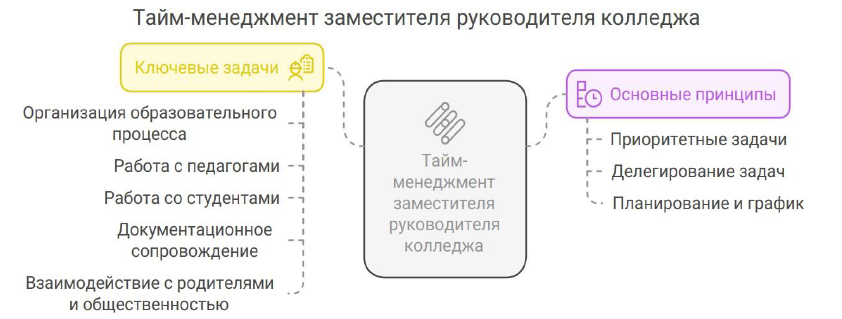 Тайм-менеджмент заместителя руководителя колледжа
Ключевые задачи
Организация образовательного
процесса
Работа с педагогами
Работа со студентами
Документационное
сопровождение
Взаимодействие с родителями
и общественностью
Тайм-
менеджмент
заместителя
руководителя
колледжа
Основные принципы
Приоритетные задачи
Делегирование задач
Планирование и график